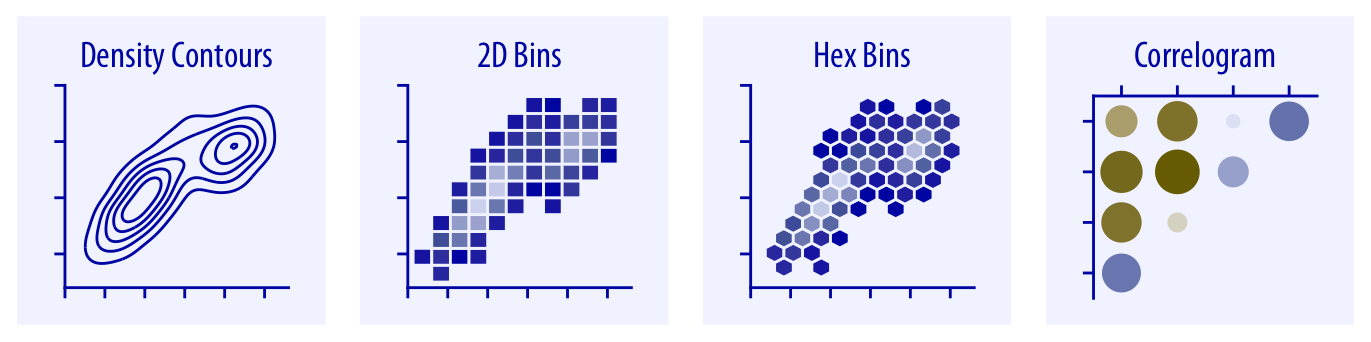 Density Contours
2D Bins
Hex Bins
Correlogram